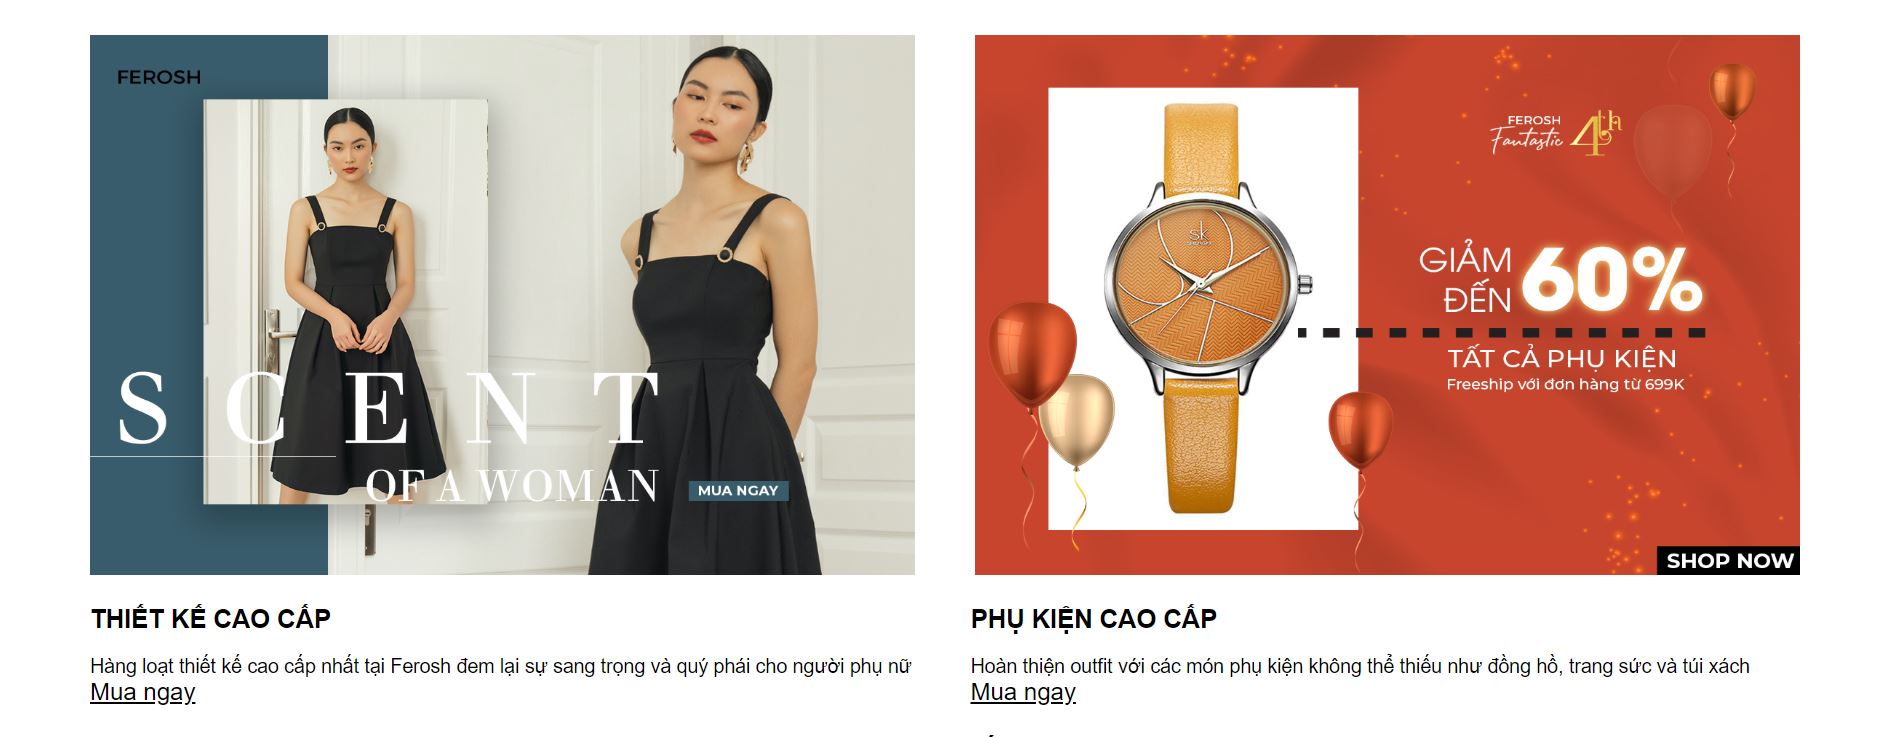 FEROSH
SCENT
OF A WOMAN
MUA NGAY
THIẾT KẾ CAO CẤP
Hàng loạt thiết kế cao cấp nhất tại Ferosh đem lại sự sang trọng và quý phái cho người phụ nữ
Mua ngay
FEROSH
Fantastic 4th
sk
GIẢM
ĐẾN 60%
TẤT CẢ PHỤ KIỆN
Freeship với đơn hàng từ 699K
SHOP NOW
PHỤ KIỆN CAO CẤP
Hoàn thiện outfit với các món phụ kiện không thể thiếu như đồng hồ, trang sức và túi xách
Mua ngay